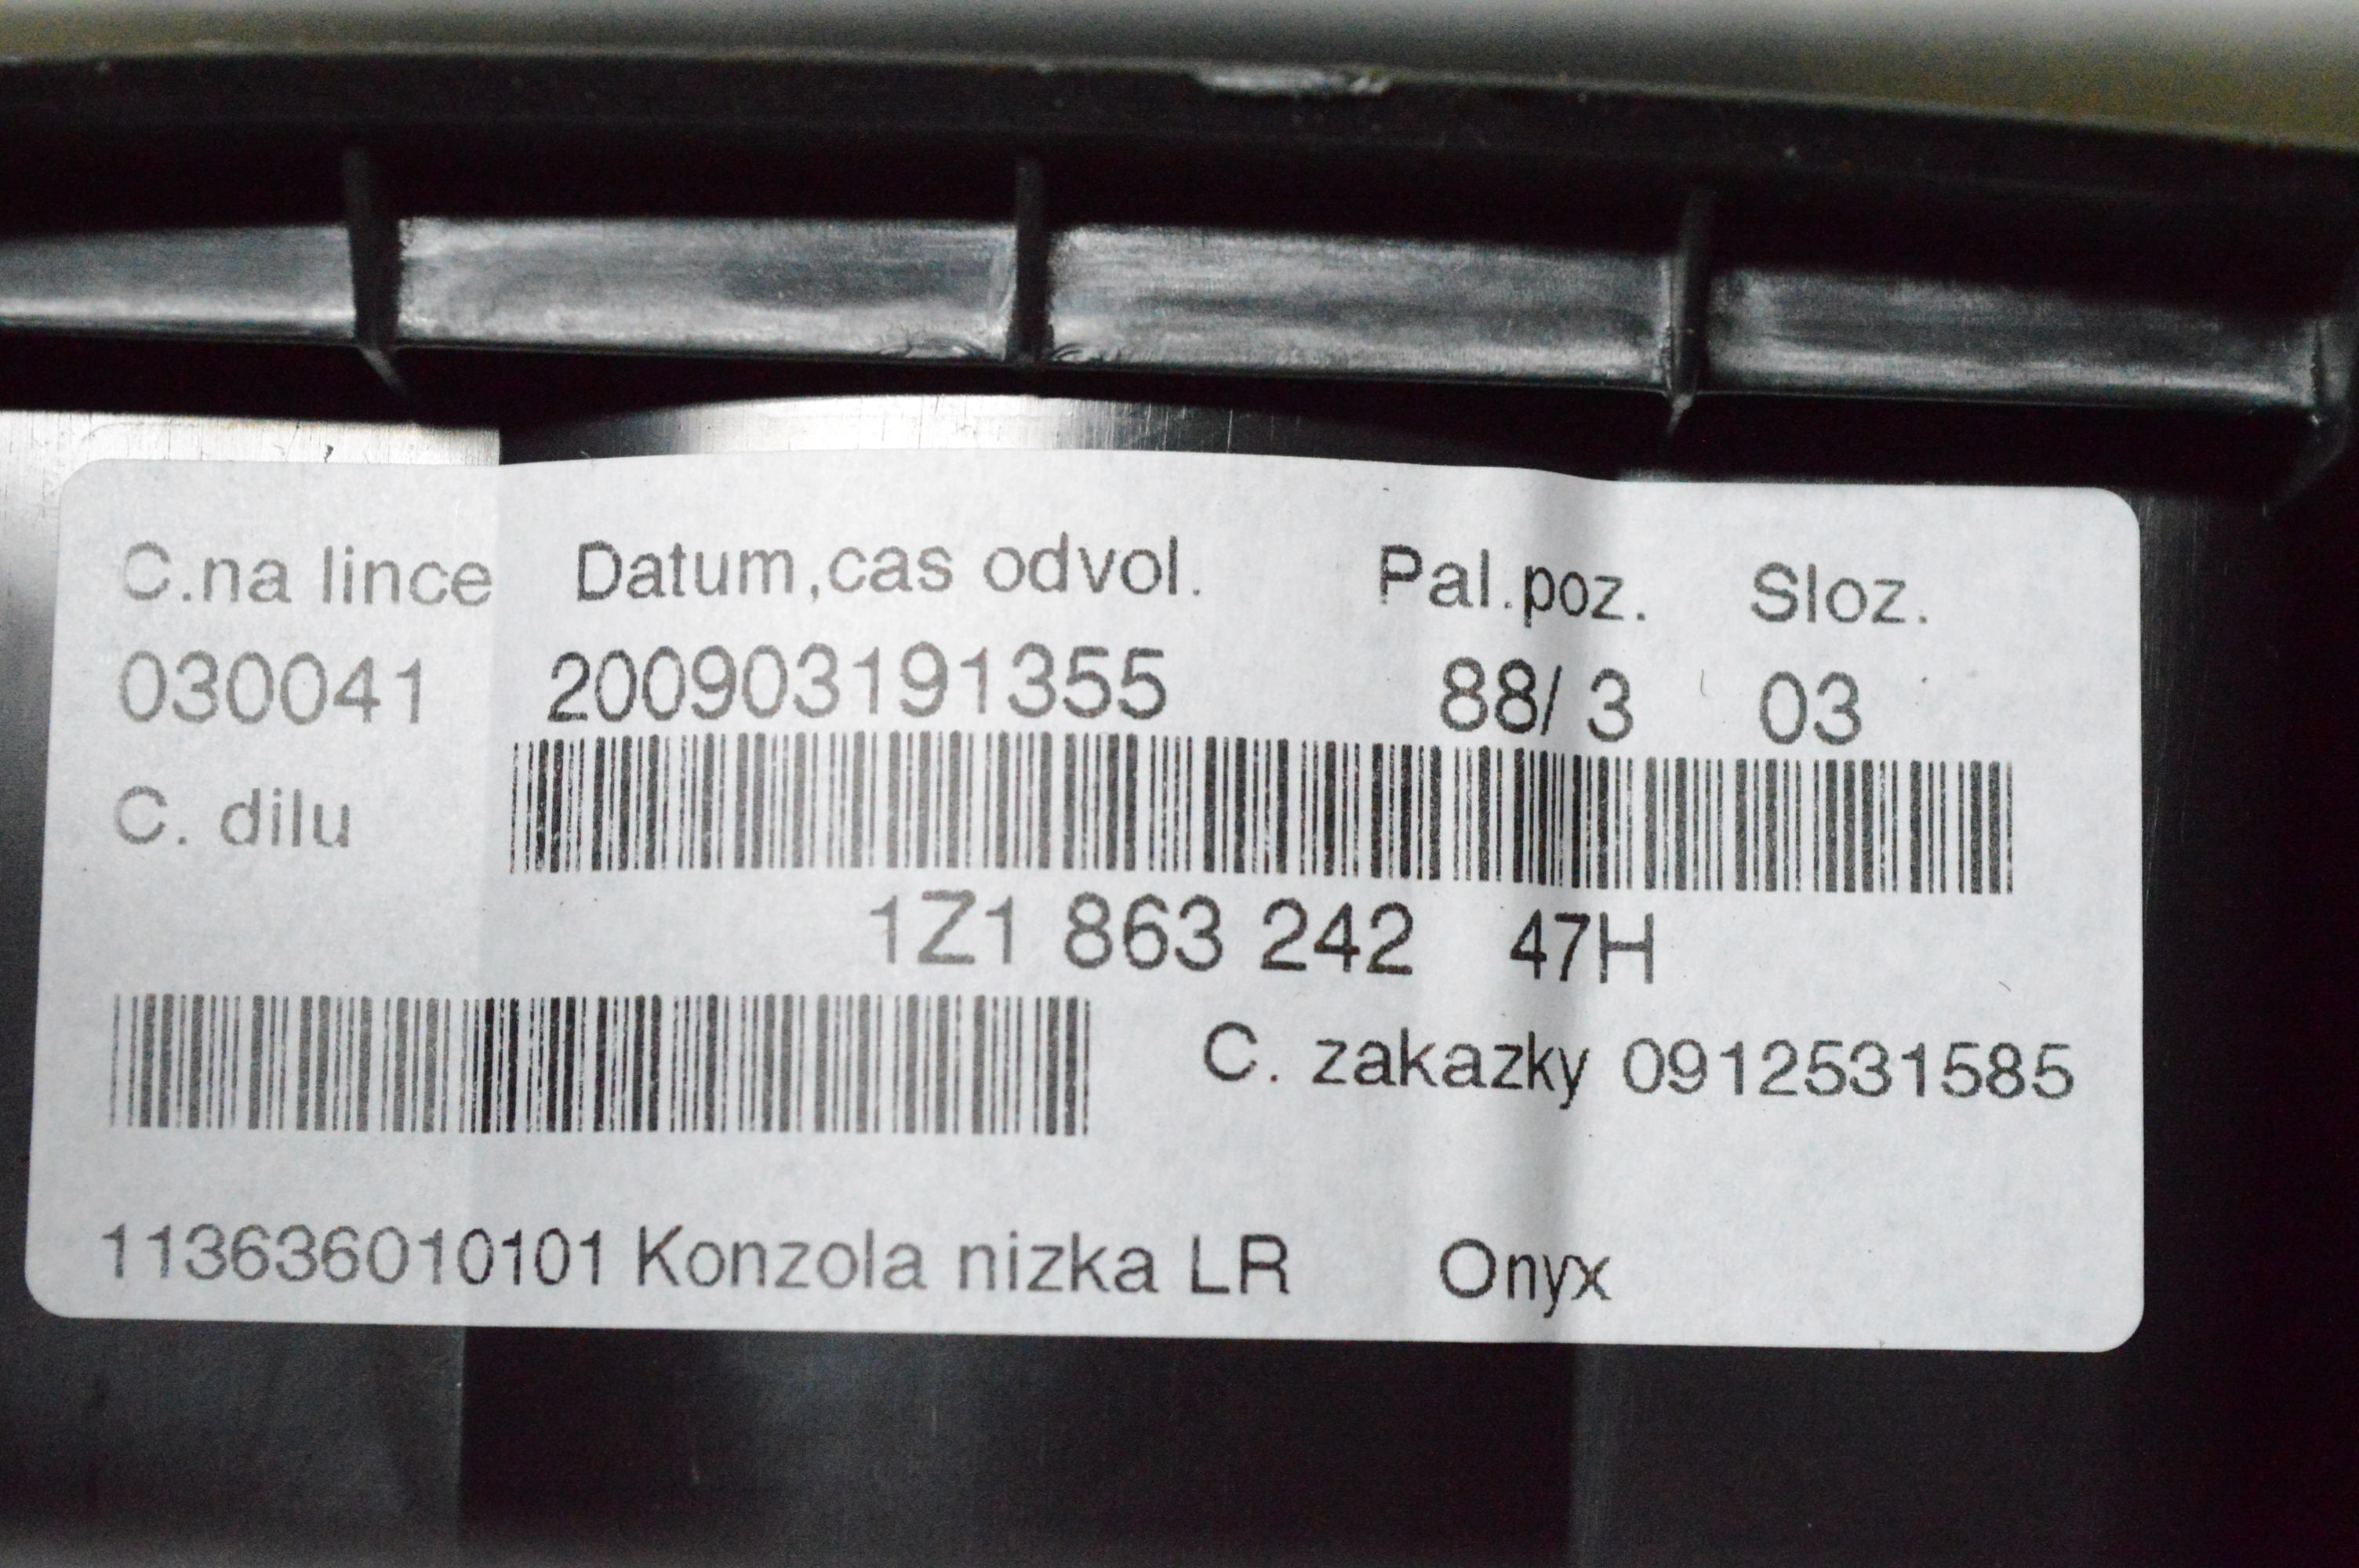 C.na lince Datum,cas odvol. Pal.poz. Sloz.
030041 200903191355 88/ 3 03
C. dilu
1Z1 863 242 47H
C. zakazky 0912531585
113636010101 Konzola nizka LR Onyx